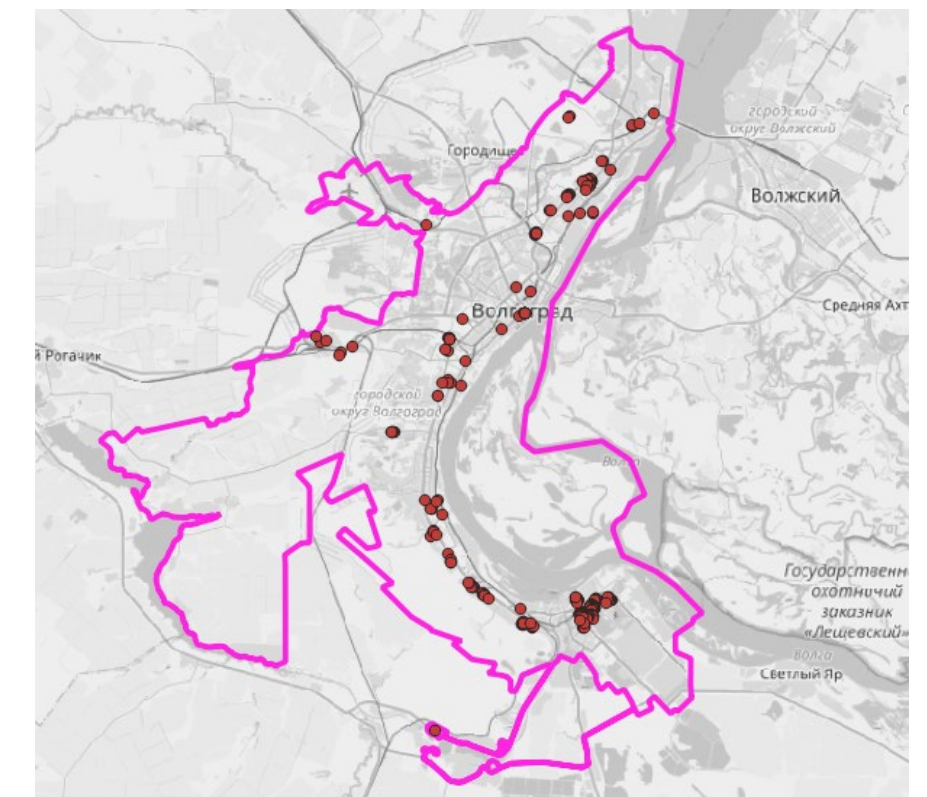 городской
округ Волжский
Городище
Волжский
Волгоград
Средняя Ахт
й Рогачик
городской
округ Волгоград
Волга
Государственн
охотничий
заказник
«Лещевский»
Волга
Светлый Яр